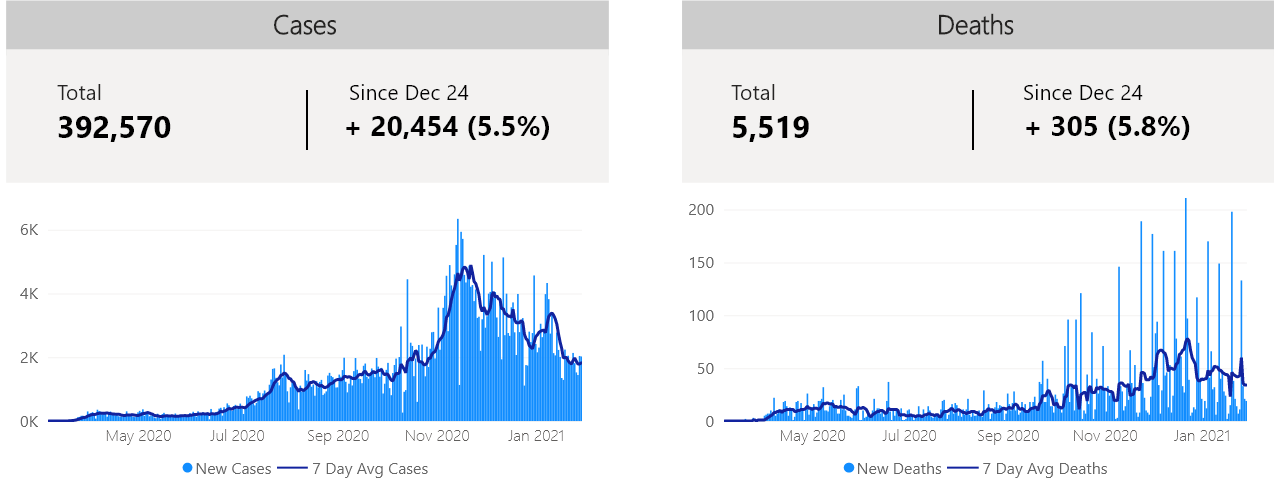 Cases
Total
392,570
Since Dec 24
+ 20,454 (5.5%)
6K
4K
2K
0K
May 2020 Jul 2020 Sep 2020 Nov 2020 Jan 2021
New Cases 7 Day Avg Cases
Deaths
Total
5,519
Since Dec 24
+ 305 (5.8%)
200
150
100
50
0
May 2020 Jul 2020 Sep 2020 Nov 2020 Jan 2021
New Deaths 7 Day Avg Deaths